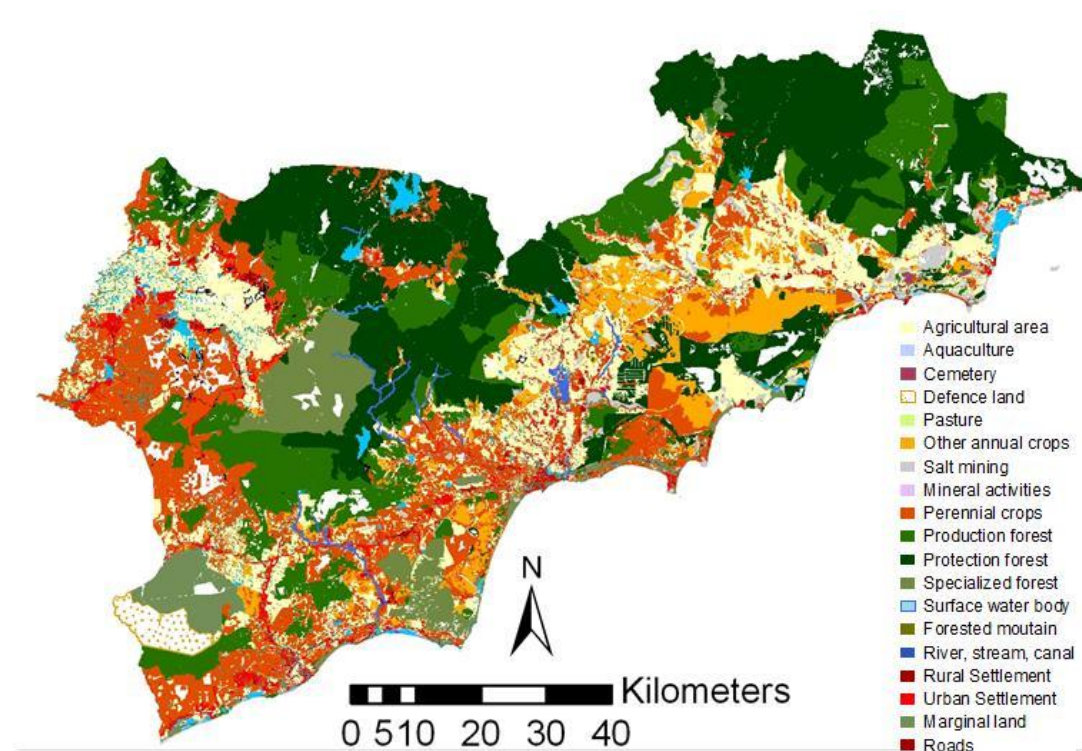 Agricultural area
Aquaculture
Cemetery
Defence land
Pasture
Other annual crops
Salt mining
Mineral activities
Perennial crops
Production forest
Protection forest
Specialized forest
Surface water body
Forested moutain
River, stream, canal
Rural Settlement
Urban Settlement
Marginal land
Roads
N
Kilometers
0 5 10 20 30 40